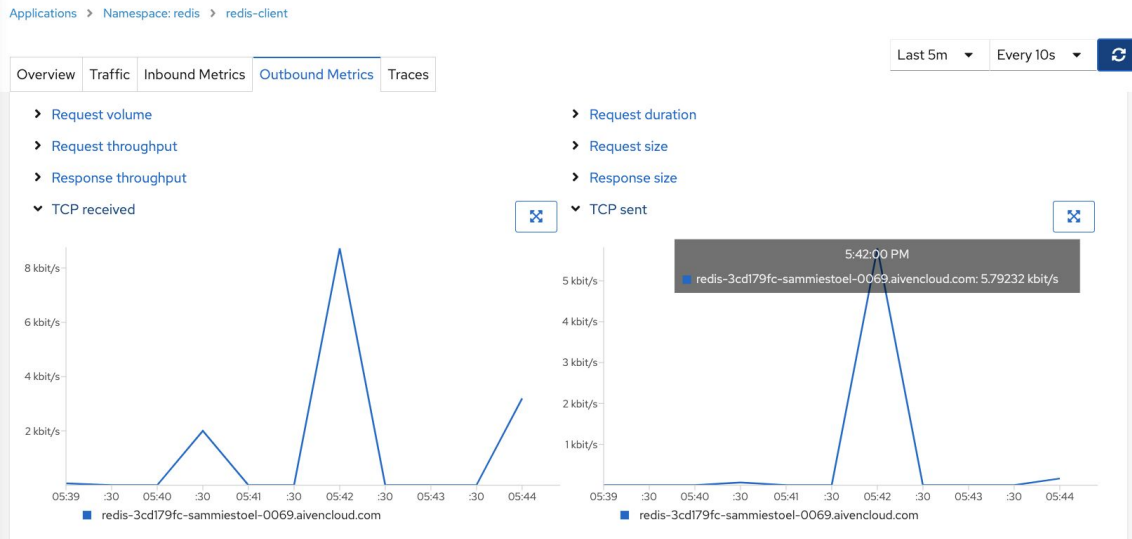 Applications > Namespace: redis > redis-client
Last 5m
Every 10s
Overview
Traffic
Inbound Metrics
Outbound Metrics
Traces
Request volume
Request duration
Request throughput
Request size
Response throughput
Response size
TCP received
TCP sent
8 kbit/s
6 kbit/s
4 kbit/s
2 kbit/s
05:39 :30 05:40 :30 05:41 :30 05:42 :30 05:43 :30 05:44
redis-3cd179fc-sammiestoel-0069.aivencloud.com
5:42:00 PM
redis-3cd179fc-sammiestoel-0069.aivencloud.com: 5.79232 kbit/s
5 kbit/s
4 kbit/s
3 kbit/s
2 kbit/s
1 kbit/s
05:39 :30 05:40 :30 05:41 :30 05:42 :30 05:43 :30 05:44
redis-3cd179fc-sammiestoel-0069.aivencloud.com